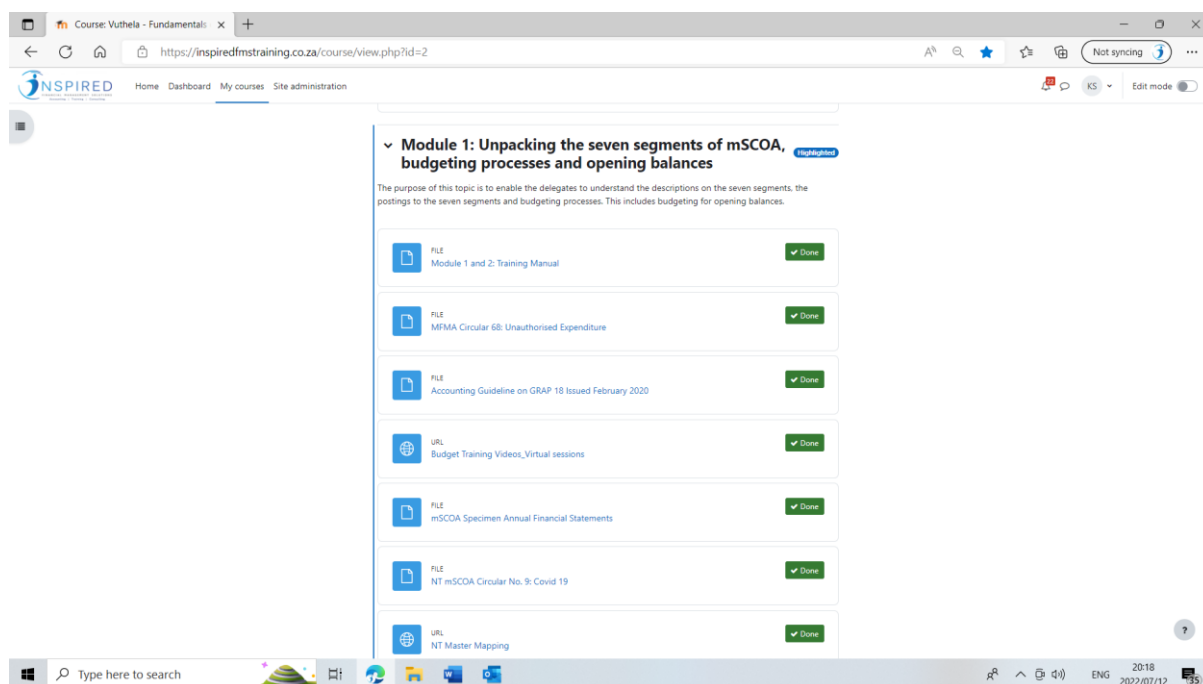 Course: Vuthela - Fundamentals
https://inspiredfmstraining.co.za/course/view.php?id=2
Not syncing
INSPIRED
Home Dashboard My courses Site administration
22
KS
Edit mode
Module 1: Unpacking the seven segments of mSCOA,
budgeting processes and opening balances
Highlighted
The purpose of this topic is to enable the delegates to understand the descriptions on the seven segments, the
postings to the seven segments and budgeting processes. This includes budgeting for opening balances.
FILE
Module 1 and 2: Training Manual
Done
FILE
MFMA Circular 68: Unauthorised Expenditure
Done
FILE
Accounting Guideline on GRAP 18 Issued February 2020
Done
URL
Budget Training Videos_Virtual sessions
Done
FILE
mSCOA Specimen Annual Financial Statements
Done
FILE
NT mSCOA Circular No. 9: Covid 19
Done
URL
NT Master Mapping
Done
?
Type here to search
ENG
20:18
2022/07/12